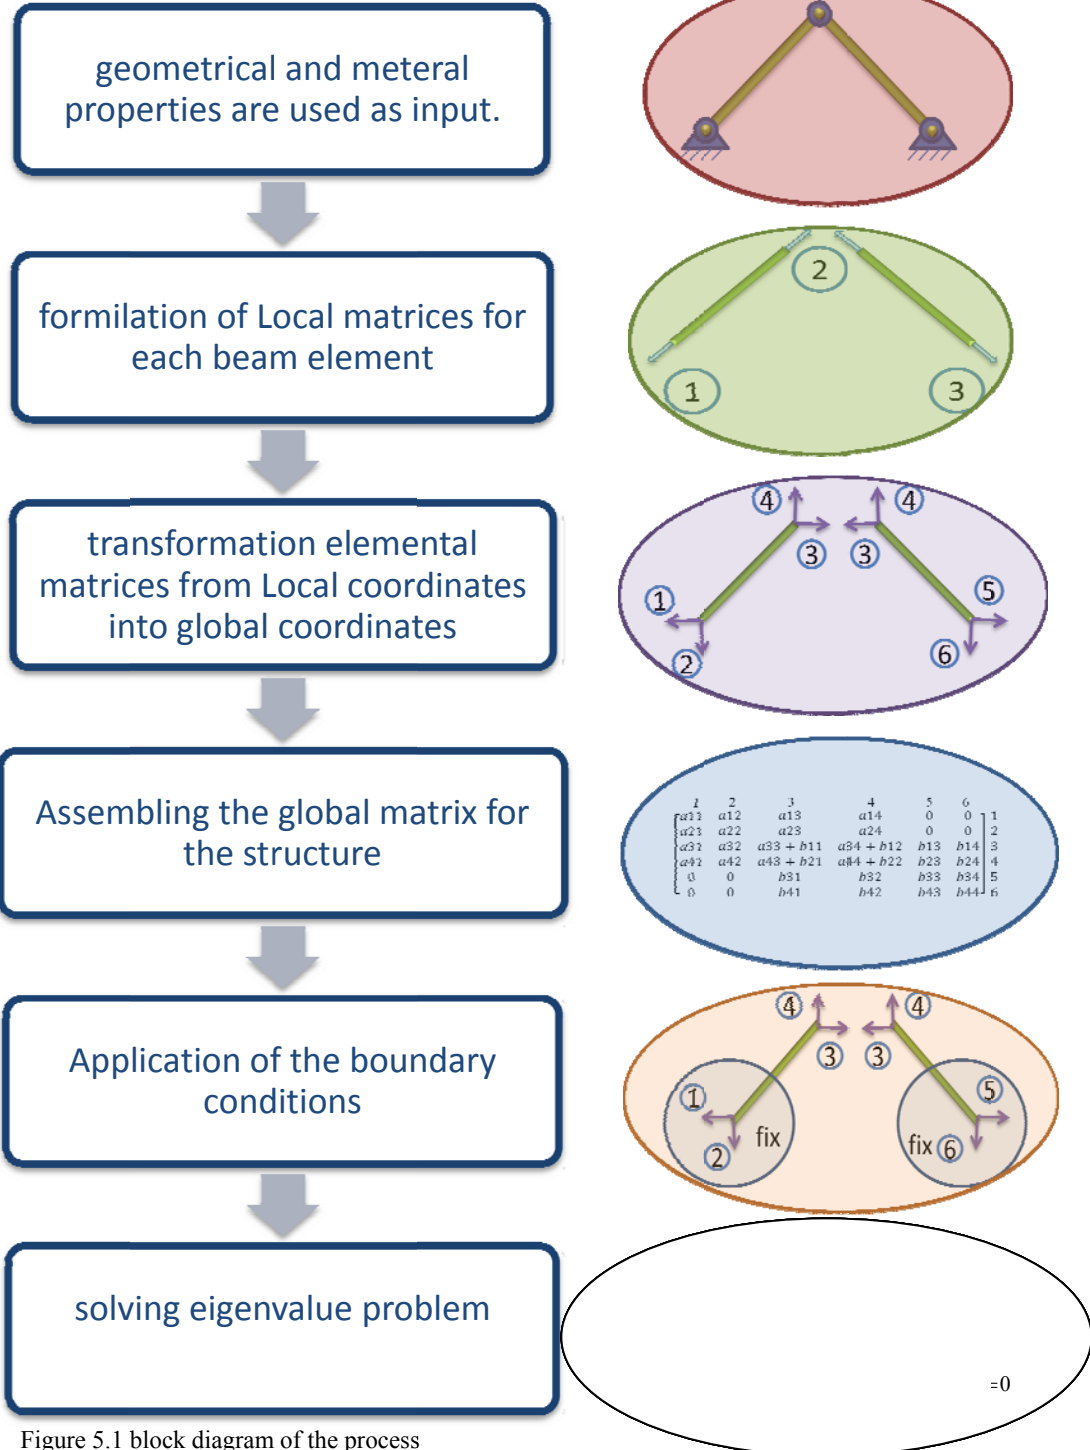 geometrical and meteral
properties are used as input.
formilation of Local matrices for
each beam element
2
1
3
transformation elemental
matrices from Local coordinates
into global coordinates
4 4
3 3
1 5
2 6
Assembling the global matrix for
the structure
1 2 3 4 5 6
a11 a12 a13 a14 0 0 1
a21 a22 a23 a24 0 0 2
a31 a32 a33 + b11 a34 + b12 b13 b14 3
a41 a42 a43 + b21 a44 + b22 b23 b24 4
0 0 b31 b32 b33 b34 5
0 0 b41 b42 b43 b44 6
Application of the boundary
conditions
4 4
3 3
1 5
2 fix fix 6
solving eigenvalue problem
=0
Figure 5.1 block diagram of the process